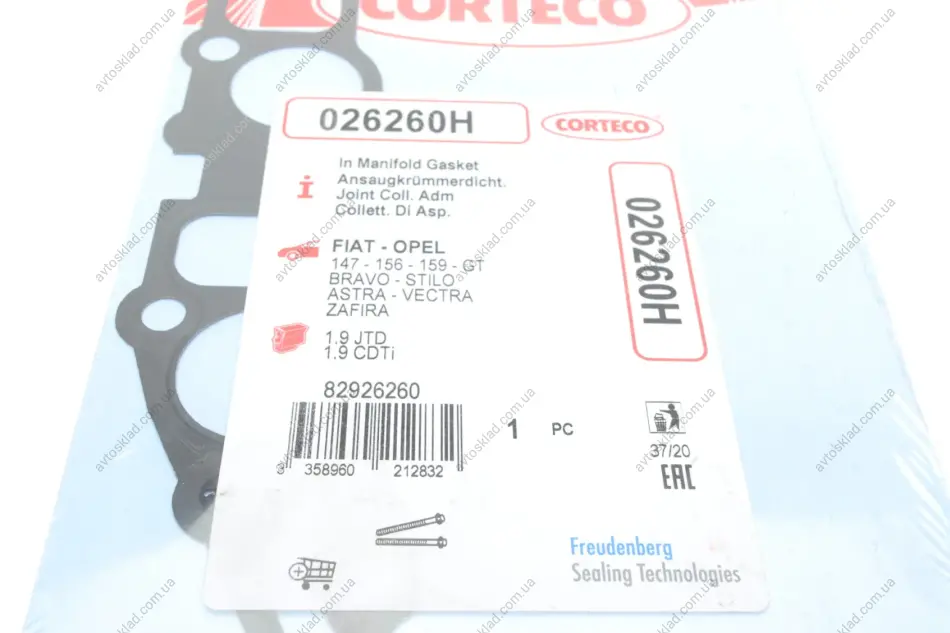 CORTECO
026260H
CORTECO
In Manifold Gasket
Ansaugkrümmerdicht.
Joint Coll. Adm
Collett. Di Asp.
026260H
FIAT - OPEL
147 - 156 - 159 - GT
BRAVO - STILO
ASTRA - VECTRA
ZAFIRA
1.9 JTD
1.9 CDTi
82926260
1 PC
37/20
EAC
3 358960 212832
Freudenberg
Sealing Technologies
avtosklad.com.ua